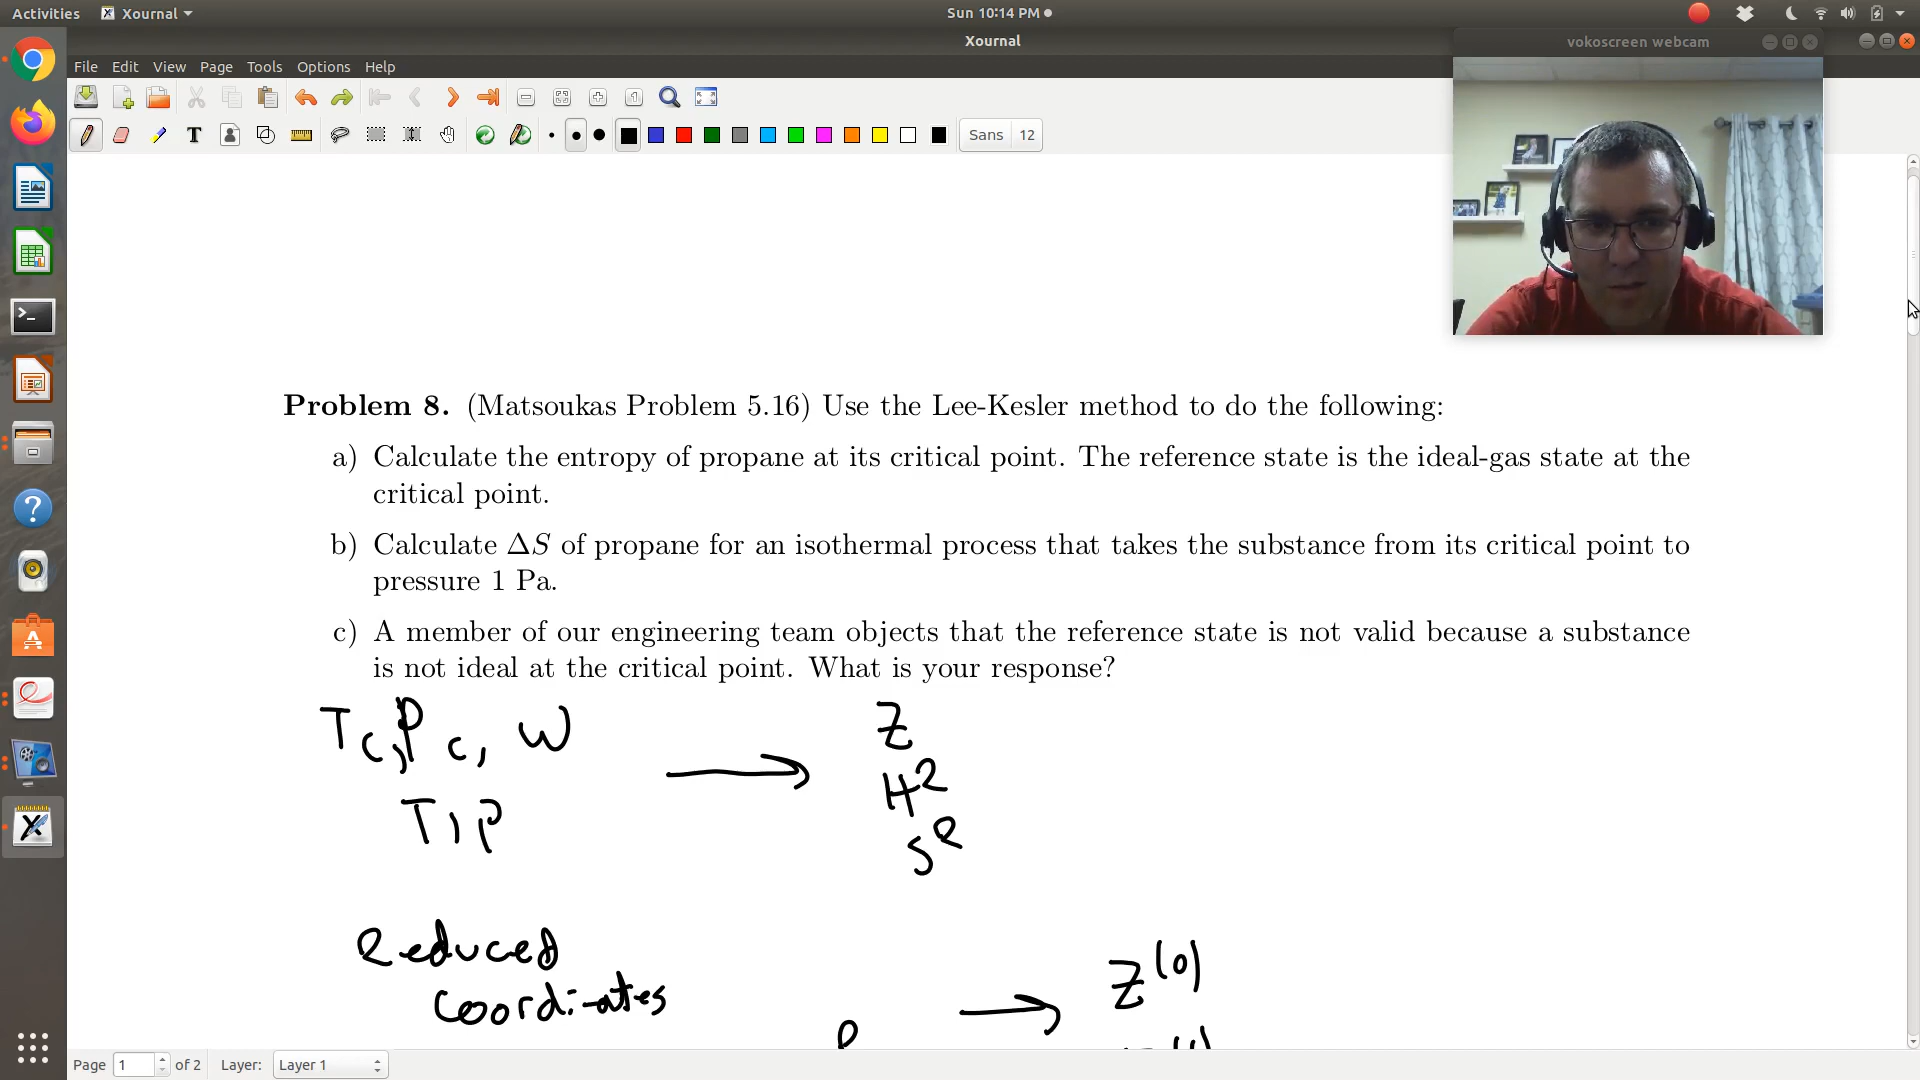 Activities Xournal Sun 10:14 PM
Xournal
vokoscreen webcam
File Edit View Page Tools Options Help
Sans 12
Problem 8. (Matsoukas Problem 5.16) Use the Lee-Kesler method to do the following:
a) Calculate the entropy of propane at its critical point. The reference state is the ideal-gas state at the
critical point.
b) Calculate ΔS of propane for an isothermal process that takes the substance from its critical point to
pressure 1 Pa.
c) A member of our engineering team objects that the reference state is not valid because a substance
is not ideal at the critical point. What is your response?
Tc, Pc, ω → Z
H^R
T, P
S^R
Reduced
coordinates
→ Z^(0)
Page 1 of 2 Layer: Layer 1